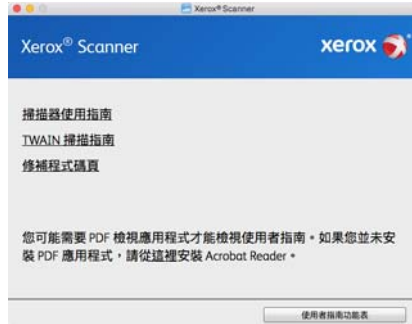 Xerox® Scanner
Xerox® Scanner
xerox
掃描器使用指南
TWAIN 掃描指南
修補程式碼頁
您可能需要 PDF 檢視應用程式才能檢視使用者指南。如果您並未安
裝 PDF 應用程式，請從這裡安裝 Acrobat Reader。
使用者指南功能表